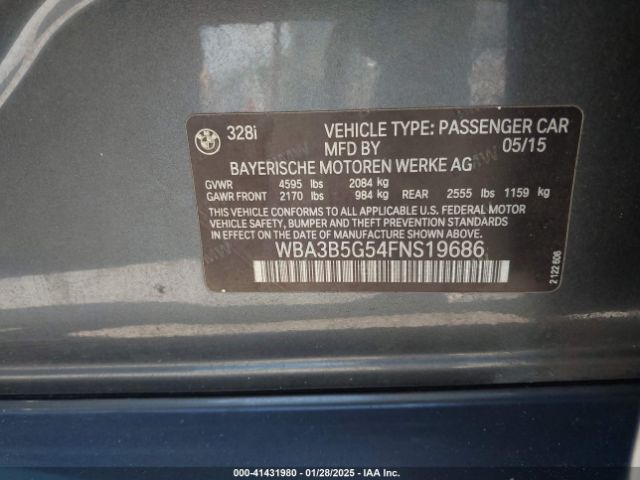 328i VEHICLE TYPE: PASSENGER CAR
MFD BY 05/15
BAYERISCHE MOTOREN WERKE AG
GVWR 4595 lbs 2084 kg
GAWR FRONT 2170 lbs 984 kg REAR 2555 lbs 1159 kg
THIS VEHICLE CONFORMS TO ALL APPLICABLE U.S. FEDERAL MOTOR
VEHICLE SAFETY, BUMPER, AND THEFT PREVENTION STANDARDS
IN EFFECT ON THE DATE OF MANUFACTURE SHOWN ABOVE.
WBA3B5G54FNS19686
2 122 606
000-41431980 - 01/28/2025 - IAA Inc.